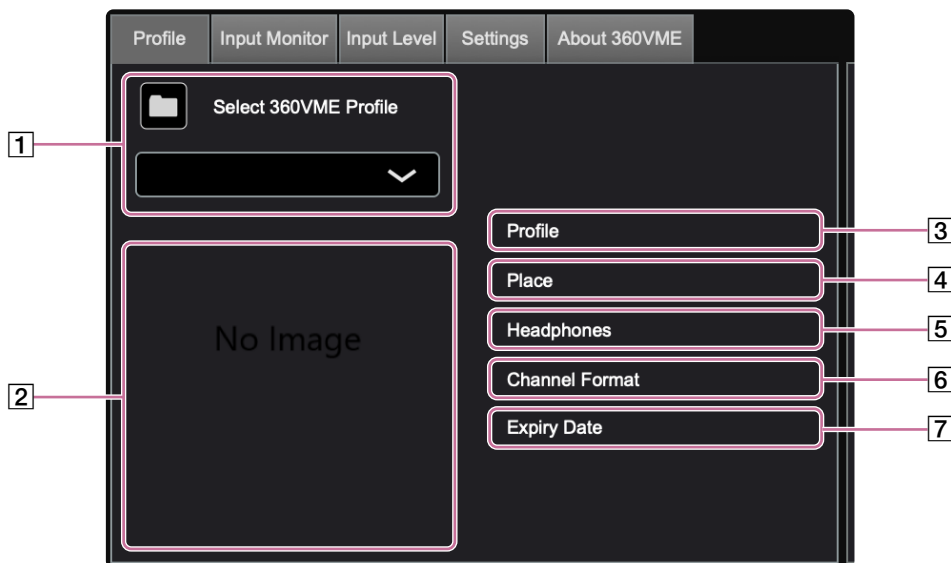 Profile Input Monitor Input Level Settings About 360VME
1 Select 360VME Profile
Profile 3
Place 4
No Image Headphones 5
Channel Format 6
2 Expiry Date 7